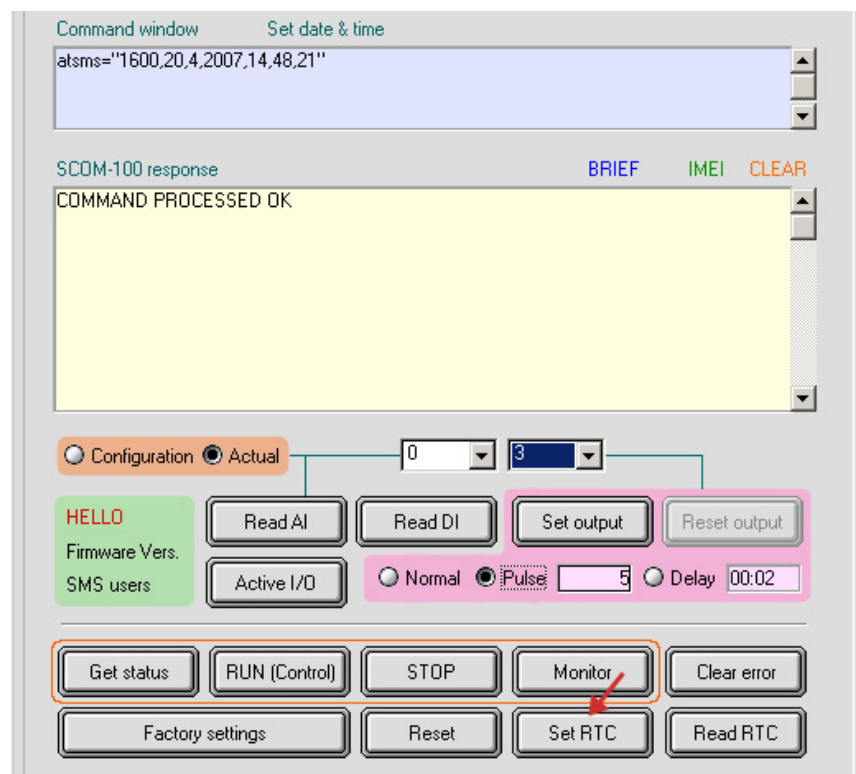 Command window Set date & time
atsms="1600,20,4,2007,14,48,21"
SCOM-100 response BRIEF IMEI CLEAR
COMMAND PROCESSED OK
Configuration Actual 0 3
HELLO
Firmware Vers.
SMS users
Read AI Read DI Set output Reset output
Active I/O Normal Pulse 5 Delay 00:02
Get status RUN (Control) STOP Monitor Clear error
Factory settings Reset Set RTC Read RTC